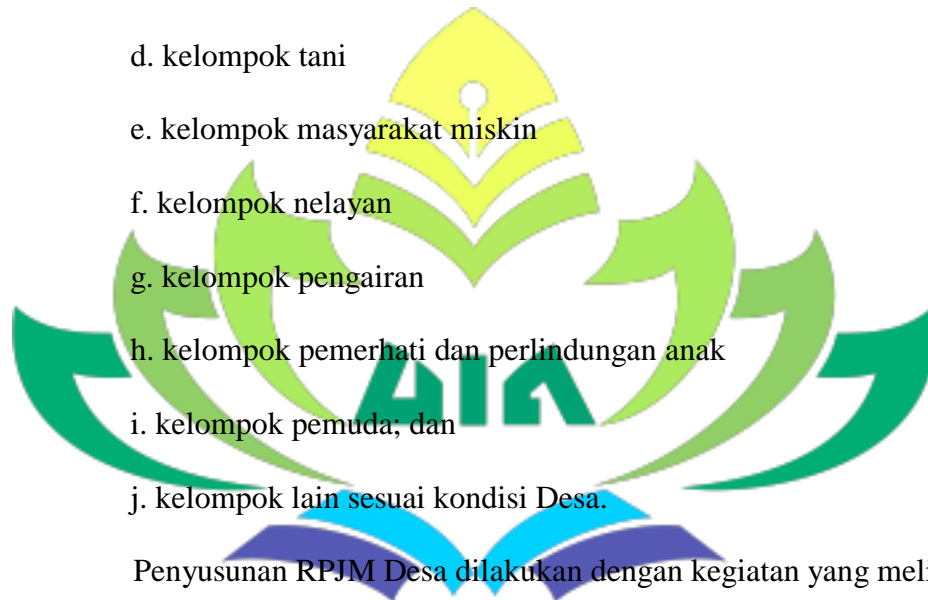 d. kelompok tani
e. kelompok masyarakat miskin
f. kelompok nelayan
g. kelompok pengairan
h. kelompok pemerhati dan perlindungan anak
i. kelompok pemuda; dan
j. kelompok lain sesuai kondisi Desa.
Penyusunan RPJM Desa dilakukan dengan kegiatan yang meli